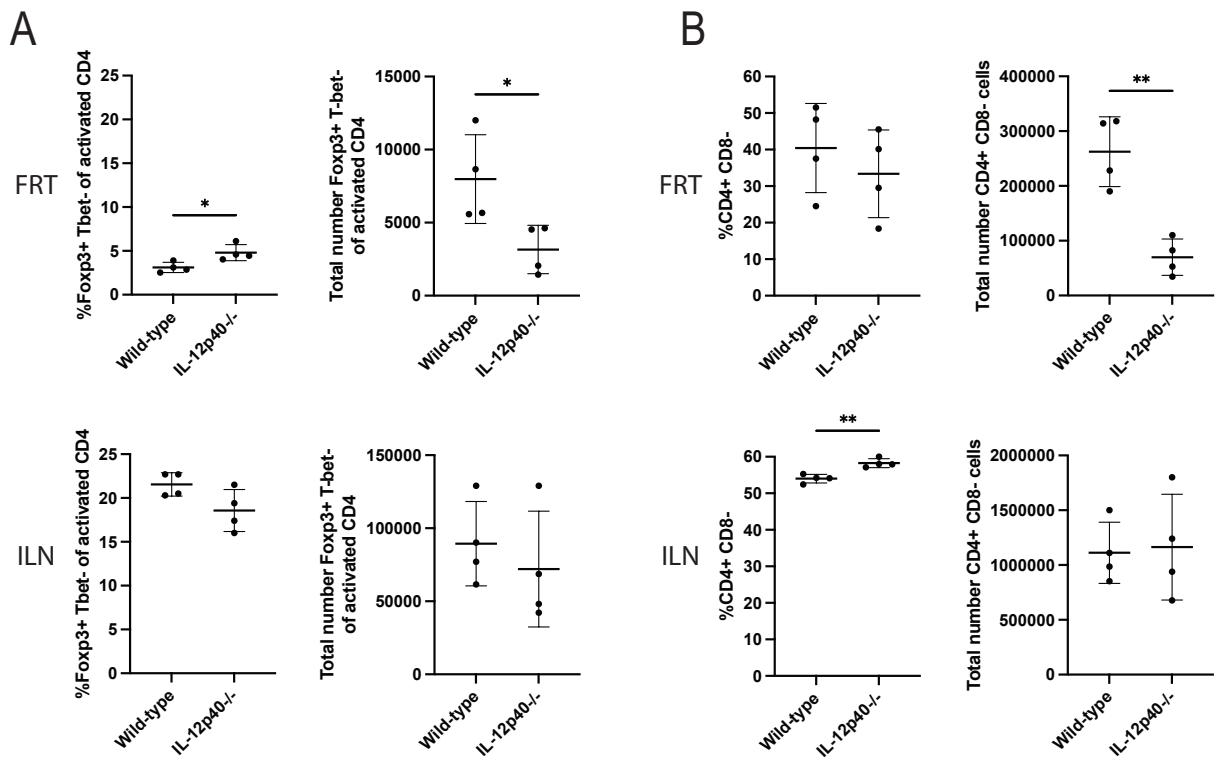 A
B
FRT
%Foxp3+ Tbet- of activated CD4
25
20
15
10
5
0
*
Wild-type
IL-12p40-/-
Total number Foxp3+ T-bet-
of activated CD4
15000
10000
5000
0
*
Wild-type
IL-12p40-/-
FRT
%CD4+ CD8-
60
50
40
30
20
10
0
Wild-type
IL-12p40-/-
Total number CD4+ CD8- cells
400000
300000
200000
100000
0
**
Wild-type
IL-12p40-/-
ILN
%Foxp3+ Tbet- of activated CD4
25
20
15
10
5
0
Wild-type
IL-12p40-/-
Total number Foxp3+ T-bet-
of activated CD4
150000
100000
50000
0
Wild-type
IL-12p40-/-
ILN
%CD4+ CD8-
60
50
40
30
20
10
0
**
Wild-type
IL-12p40-/-
Total number CD4+ CD8- cells
2000000
1500000
1000000
500000
0
Wild-type
IL-12p40-/-